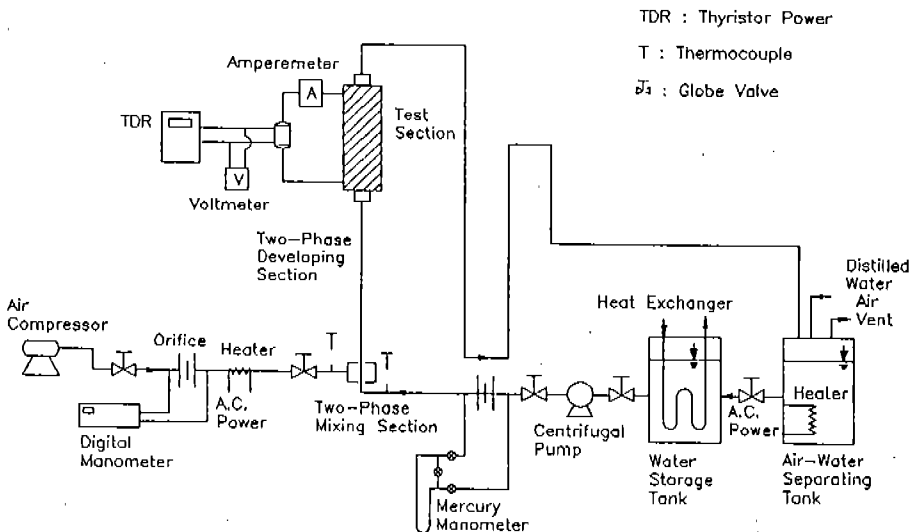 TDR : Thyristor Power
T : Thermocouple
: Globe Valve
Amperemeter
A
TDR
Test
Section
V
Voltmeter
Two-Phase
Developing
Section
Distilled
Water
Air
Vent
Air
Compressor
Orifice
Heater
T
T
Heat Exchanger
A.C.
Power
Two-Phase
Mixing Section
Digital
Manometer
Centrifugal
Pump
Heater
A.C.
Power
Water
Storage
Tank
Air-Water
Separating
Tank
Mercury
Manometer